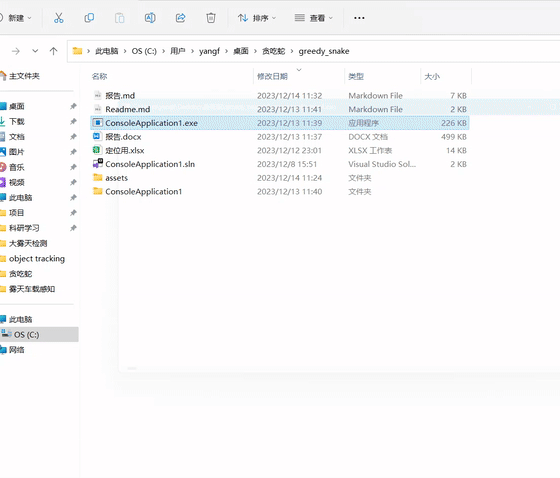 新建 排序 查看
此电脑 OS (C:) 用户 yangf 桌面 贪吃蛇 greedy_snake
主文件夹
桌面
下载
文档
图片
音乐
视频
此电脑
项目
科研学习
大雾天检测
object tracking
贪吃蛇
雾天车载感知
此电脑
OS (C:)
网络
名称 修改日期 类型 大小
报告.md 2023/12/14 11:32 Markdown File 7 KB
Readme.md 2023/12/13 11:41 Markdown File 2 KB
ConsoleApplication1.exe 2023/12/13 11:39 应用程序 226 KB
报告.docx 2023/12/13 11:37 DOCX 文档 499 KB
定位用.xlsx 2023/12/12 23:01 XLSX 工作表 14 KB
ConsoleApplication1.sln 2023/12/8 15:51 Visual Studio Sol... 2 KB
assets 2023/12/14 11:24 文件夹
ConsoleApplication1 2023/12/13 11:40 文件夹